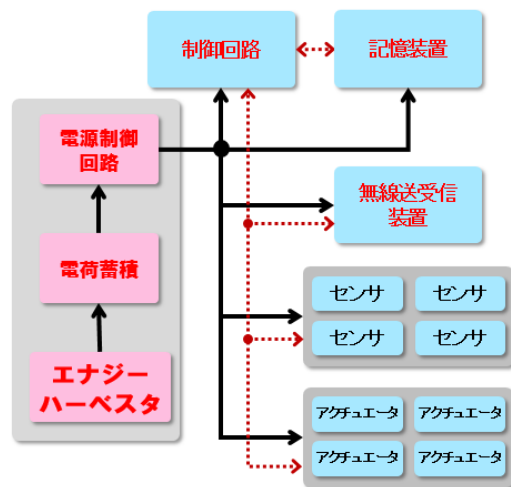 制御回路
記憶装置
電源制御
回路
無線送受信
装置
電荷蓄積
センサ
センサ
センサ
センサ
エナジー
ハーベスタ
アクチュエータ
アクチュエータ
アクチュエータ
アクチュエータ